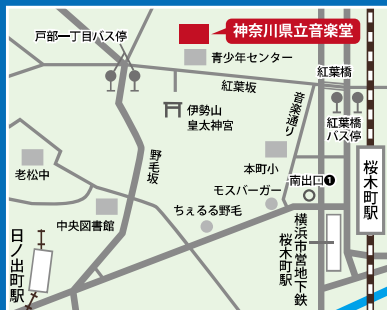 戸部一丁目バス停
神奈川県立音楽堂
青少年センター
紅葉坂
紅葉橋
音楽通り
紅葉橋
バス停
伊勢山
皇太神宮
野毛坂
老松中
本町小
南出口❶
モスバーガー
桜木町駅
ちぇるる野毛
中央図書館
横浜市営地下鉄
桜木町駅
日ノ出町駅